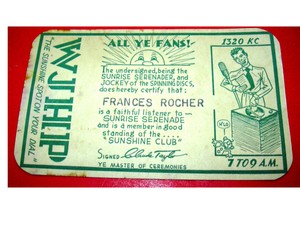 ALL YE FANS!
The undersigned, being the
SUNRISE SERENADER, and
JOCKEY of the SPINNING DISCS,
does hereby certify that:
FRANCES ROCHER
is a faithful listener to —
SUNRISE SERENADE
and is a member in good
standing of the....
"SUNSHINE CLUB"
SIGNED
YE MASTER OF CEREMONIES
WJHP
"THE SUNSHINE SPOT ON YOUR DIAL"
1320 KC
7 TO 9 A.M.